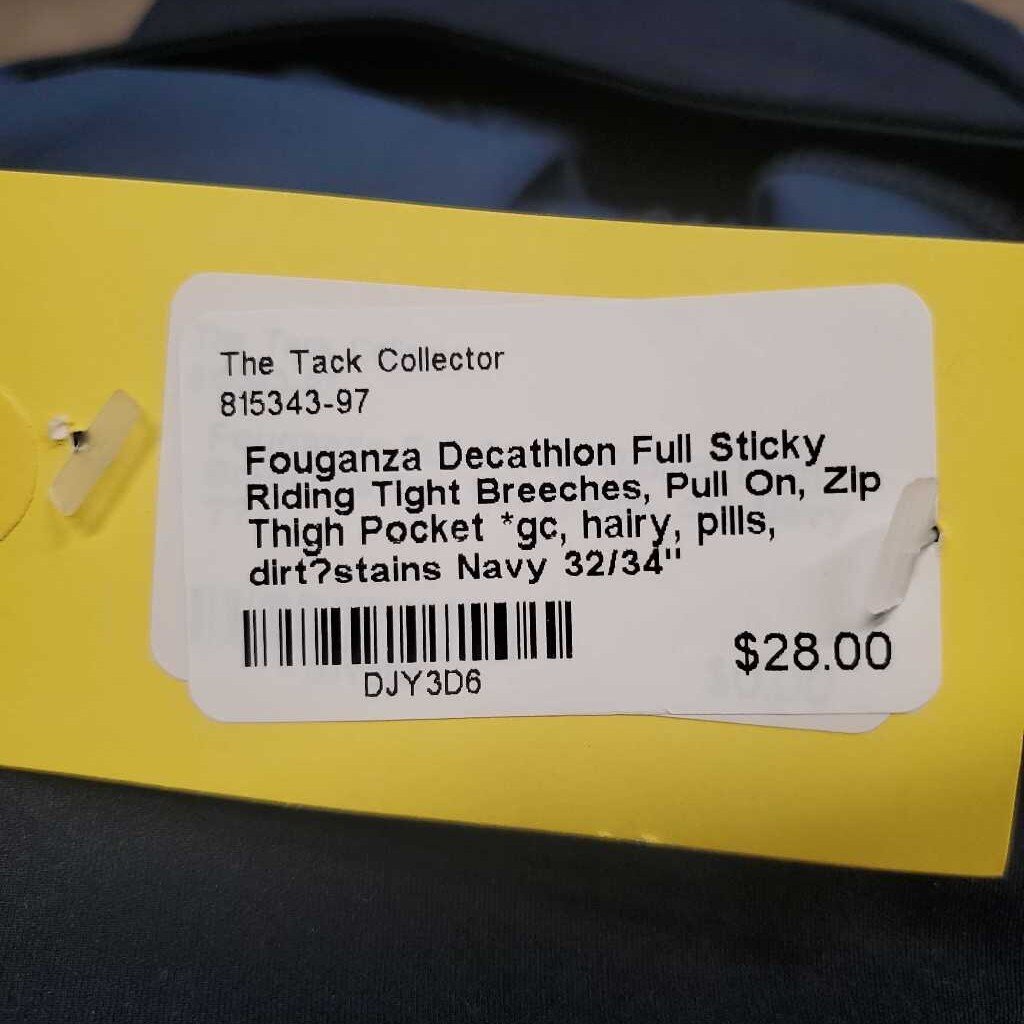 The Tack Collector
815343-97
Fouganza Decathlon Full Sticky
Riding Tight Breeches, Pull On, Zip
Thigh Pocket *gc, hairy, pills,
dirt?stains Navy 32/34"
DJY3D6
$28.00